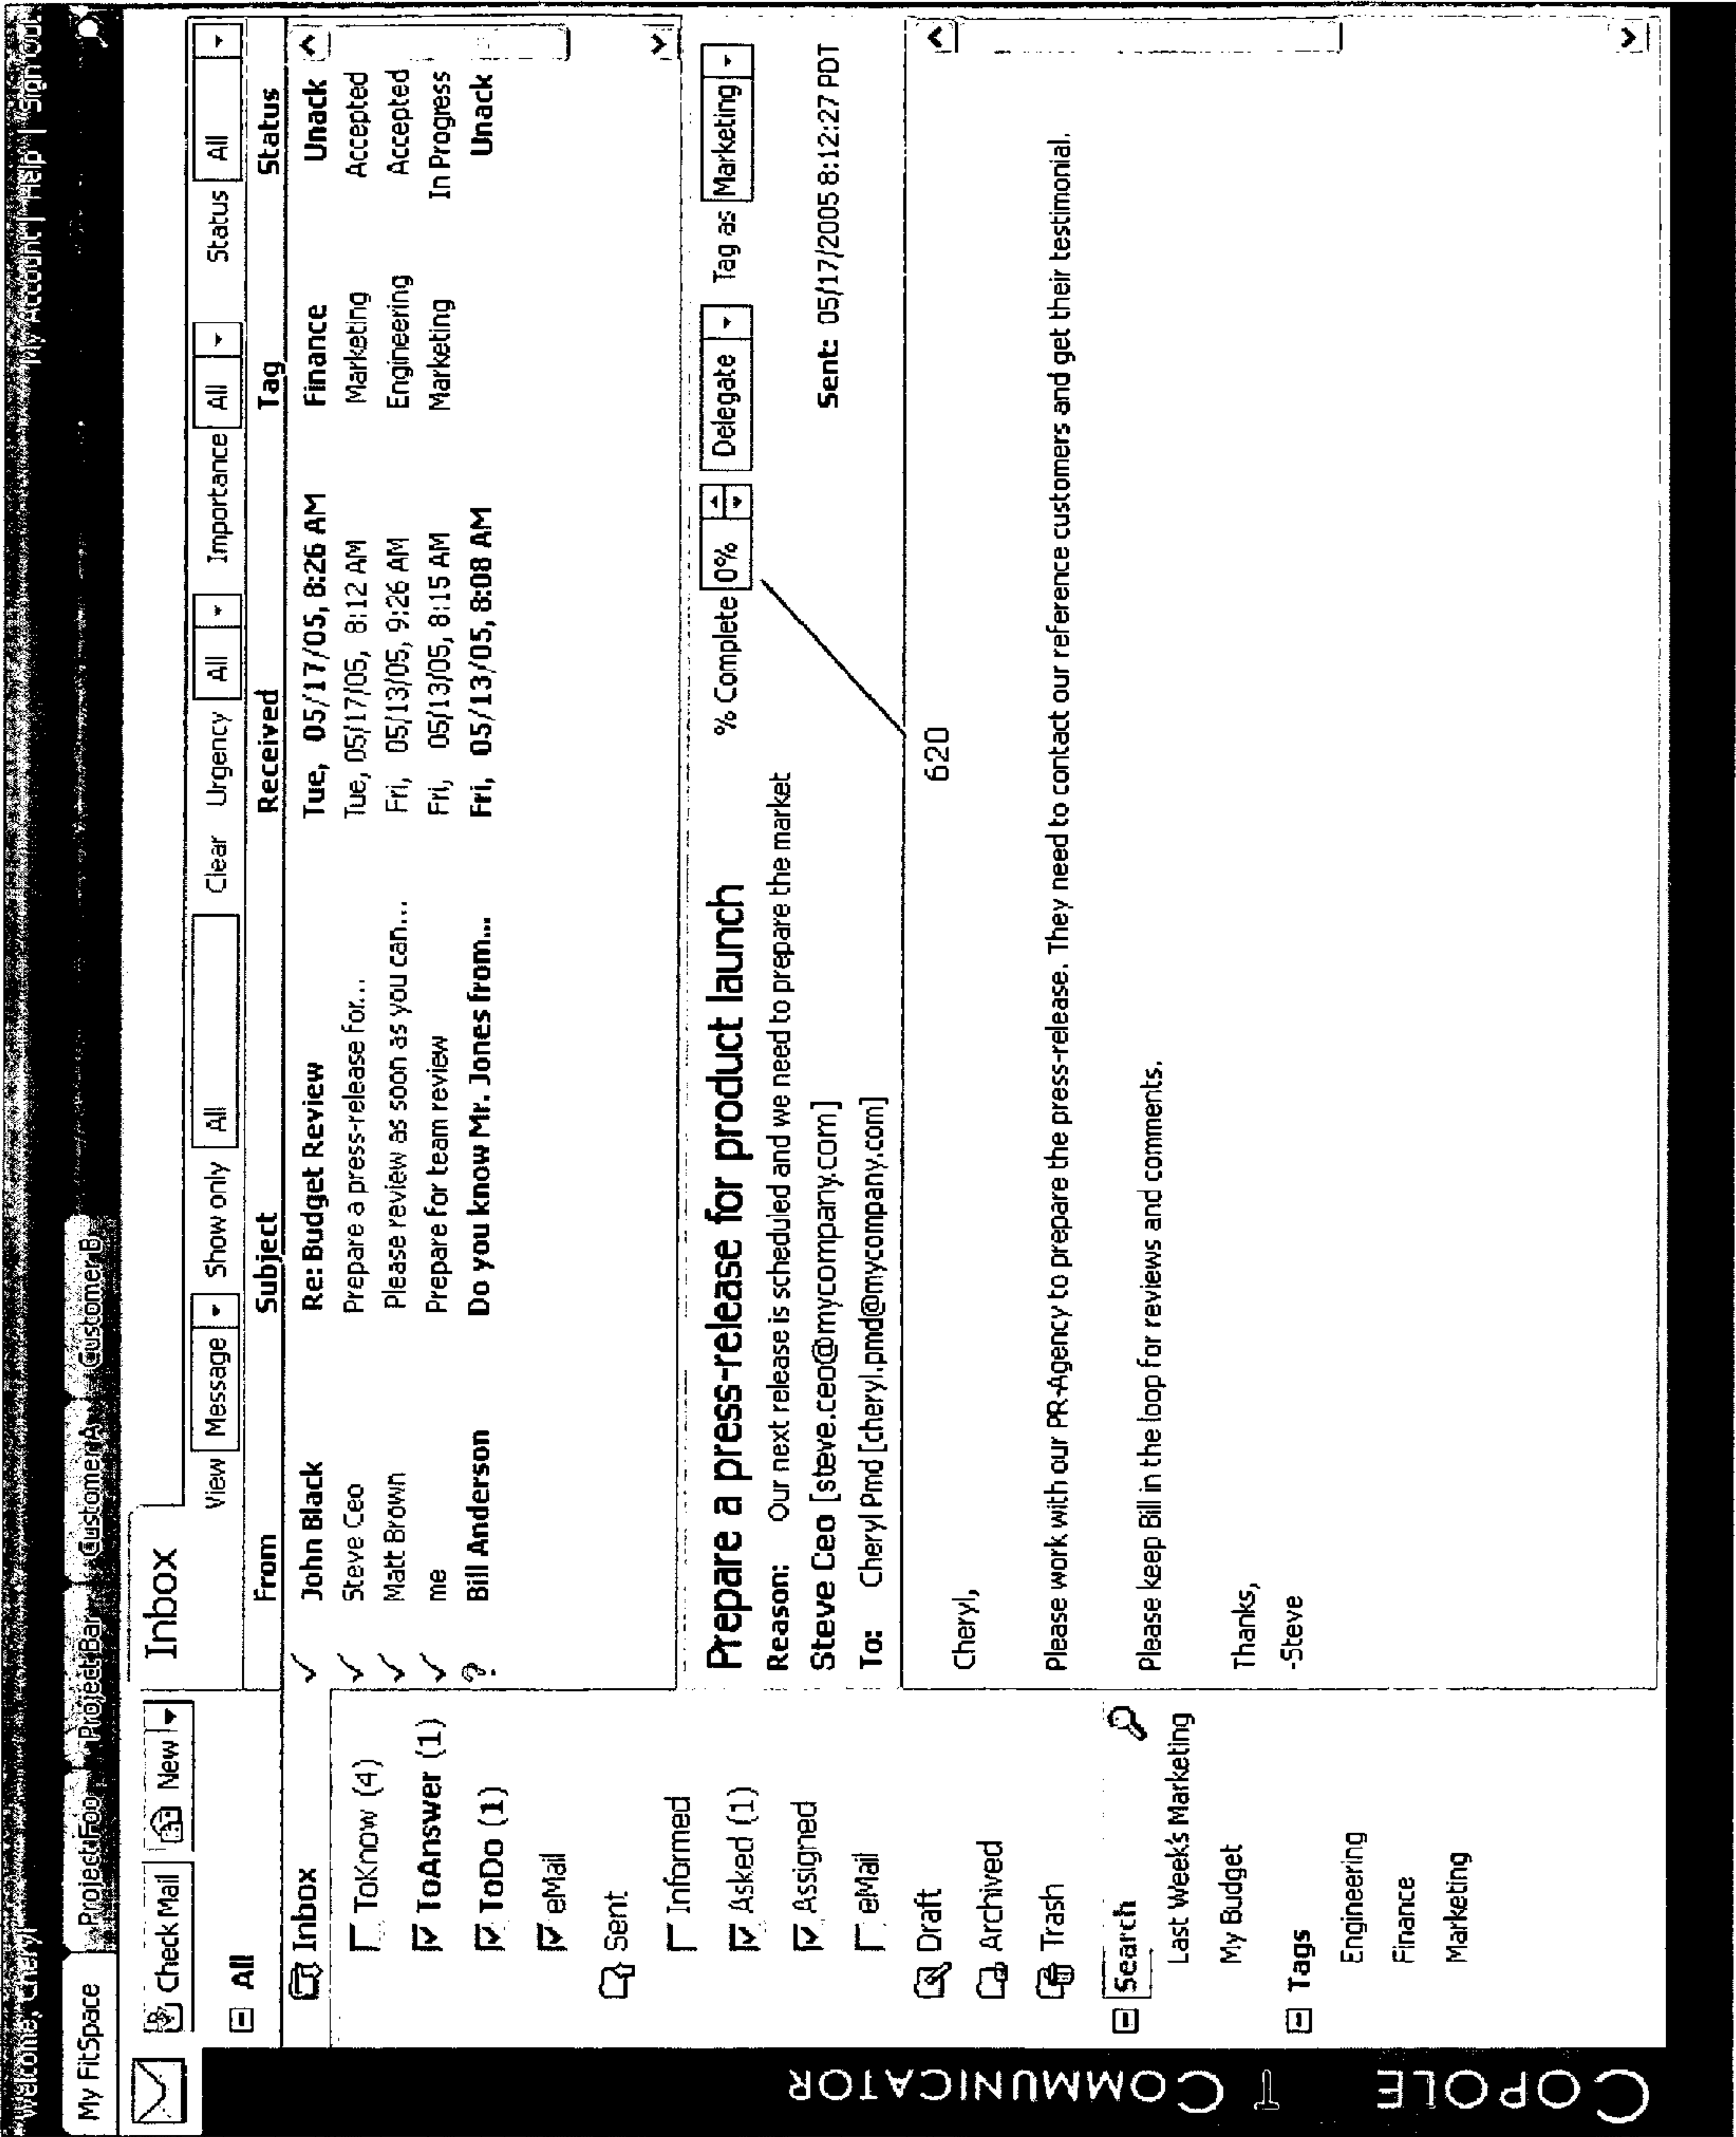 Welcome, Cheryl
My Account | Help | Sign out
My FitSpace Project Foo Project Bar Customer A Customer B
Check Mail New
Inbox
View Message Show only All Clear Urgency All Importance All Status All
All
From Subject Received Tag Status
Inbox
✓ John Black Re: Budget Review Tue, 05/17/05, 8:26 AM Finance Unack
✓ Steve Ceo Prepare a press-release for... Tue, 05/17/05, 8:12 AM Marketing Accepted
✓ Matt Brown Please review as soon as you can... Fri, 05/13/05, 9:26 AM Engineering Accepted
✓ me Prepare for team review Fri, 05/13/05, 8:15 AM Marketing In Progress
? Bill Anderson Do you know Mr. Jones from... Fri, 05/13/05, 8:08 AM Unack
ToKnow (4)
ToAnswer (1)
ToDo (1)
eMail
Sent
Informed
Asked (1)
Assigned
eMail
Draft
Archived
Trash
Search
Last Week's Marketing
My Budget
Tags
Engineering
Finance
Marketing
Prepare a press-release for product launch
% Complete 0% Delegate Tag as Marketing
Reason: Our next release is scheduled and we need to prepare the market
Steve Ceo [steve.ceo@mycompany.com] Sent: 05/17/2005 8:12:27 PDT
To: Cheryl Pmd [cheryl.pmd@mycompany.com]
620
Cheryl,
Please work with our PR-Agency to prepare the press-release. They need to contact our reference customers and get their testimonial.
Please keep Bill in the loop for reviews and comments.
Thanks,
-Steve
COPOLE
COMMUNICATOR